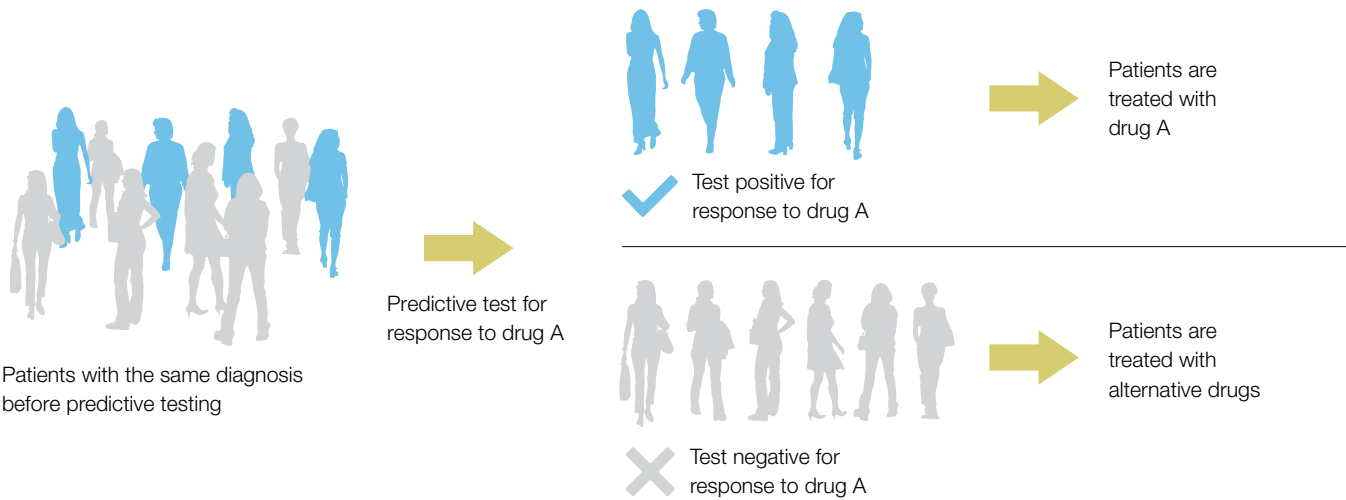 Patients with the same diagnosis
before predictive testing
Predictive test for
response to drug A
Test positive for
response to drug A
Patients are
treated with
drug A
Test negative for
response to drug A
Patients are
treated with
alternative drugs